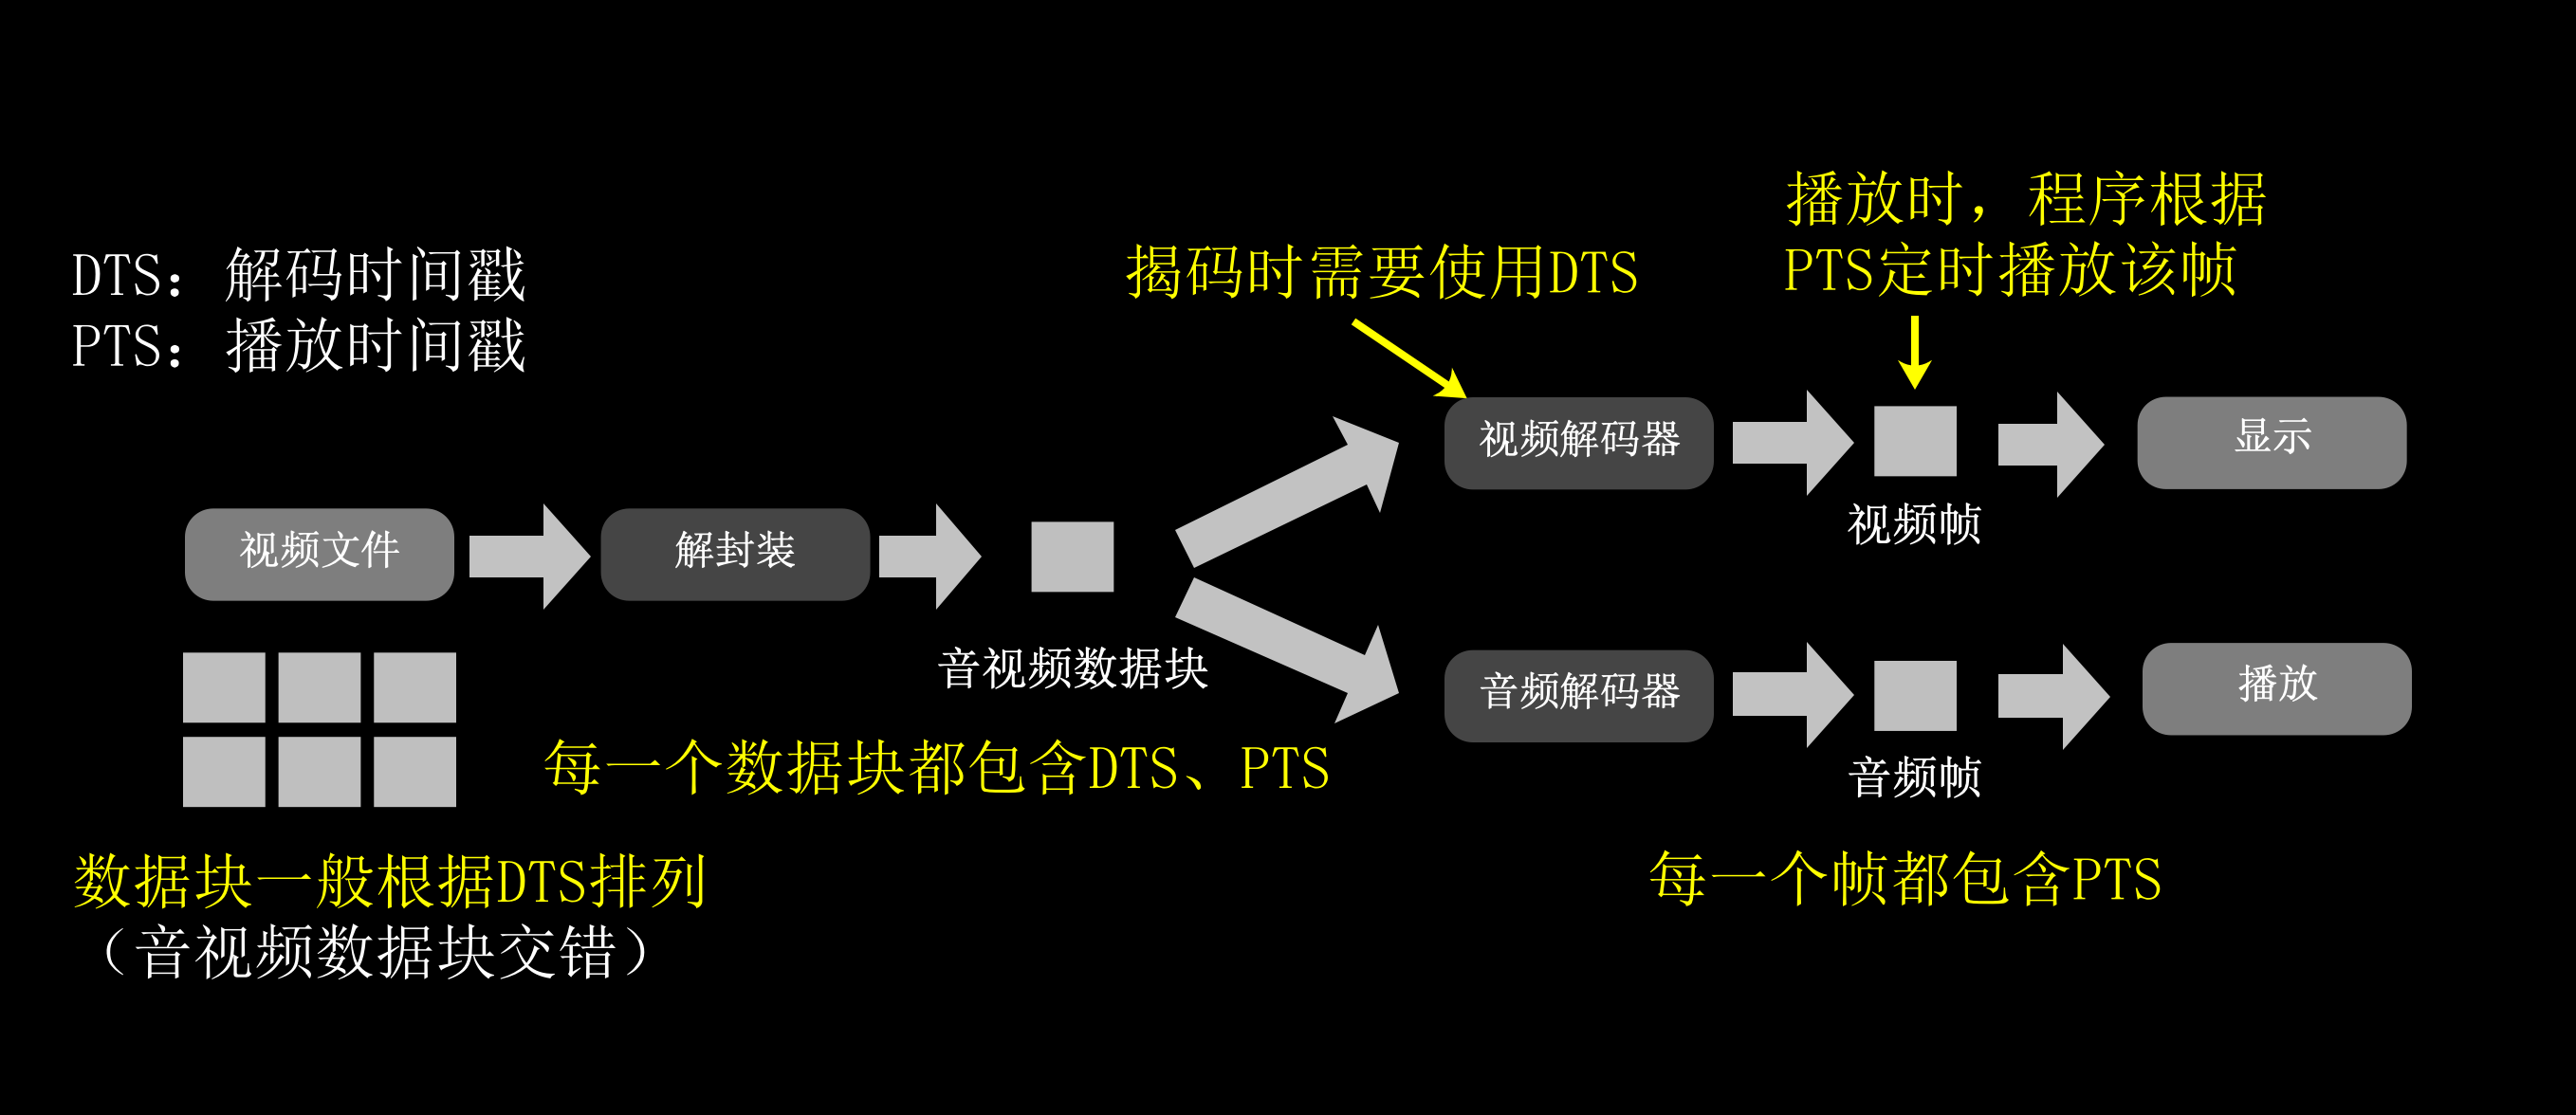 播放时，程序根据
PTS定时播放该帧
揭码时需要使用DTS
DTS：解码时间戳
PTS：播放时间戳
视频解码器
显示
视频帧
视频文件
解封装
音视频数据块
音频解码器
播放
音频帧
每一个数据块都包含DTS、PTS
数据块一般根据DTS排列
（音视频数据块交错）
每一个帧都包含PTS